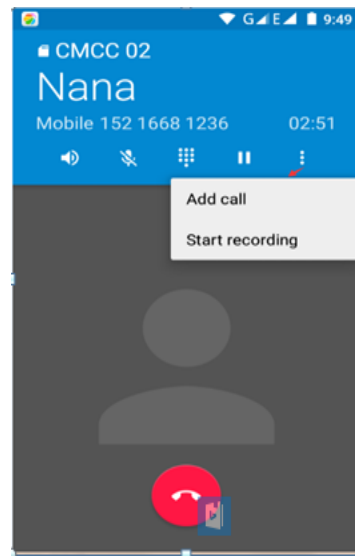 G E 9:49
CMCC 02
Nana
Mobile 152 1668 1236 02:51
Add call
Start recording